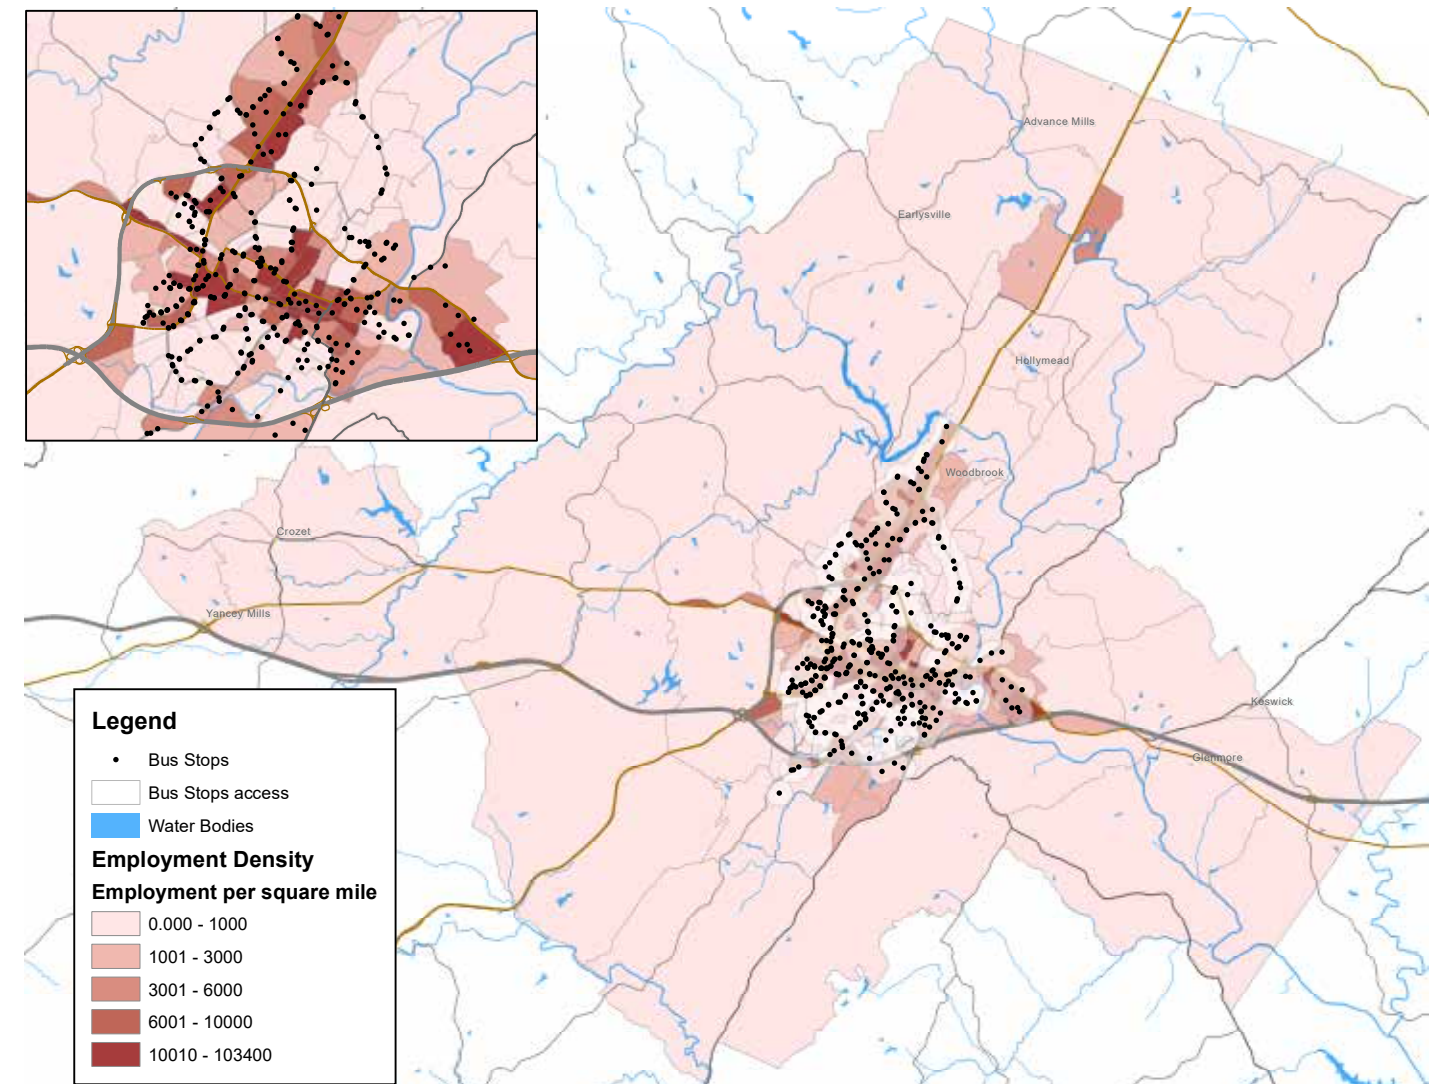 Advance Mills
Earlysville
Hollymead
Woodbrook
Crozet
Yancey Mills
Keswick
Glenmore
Legend
Bus Stops
Bus Stops access
Water Bodies
Employment Density
Employment per square mile
0.000 - 1000
1001 - 3000
3001 - 6000
6001 - 10000
10010 - 103400